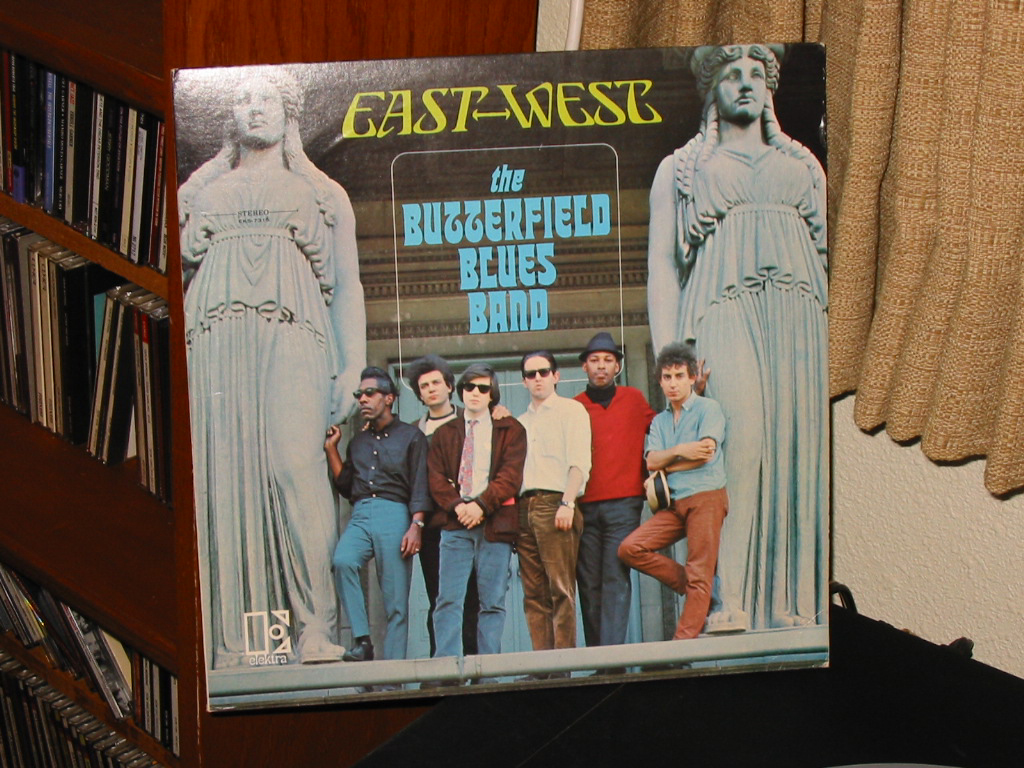 EAST-WEST
the
BUTTERFIELD
BLUES
BAND
STEREO
elektra